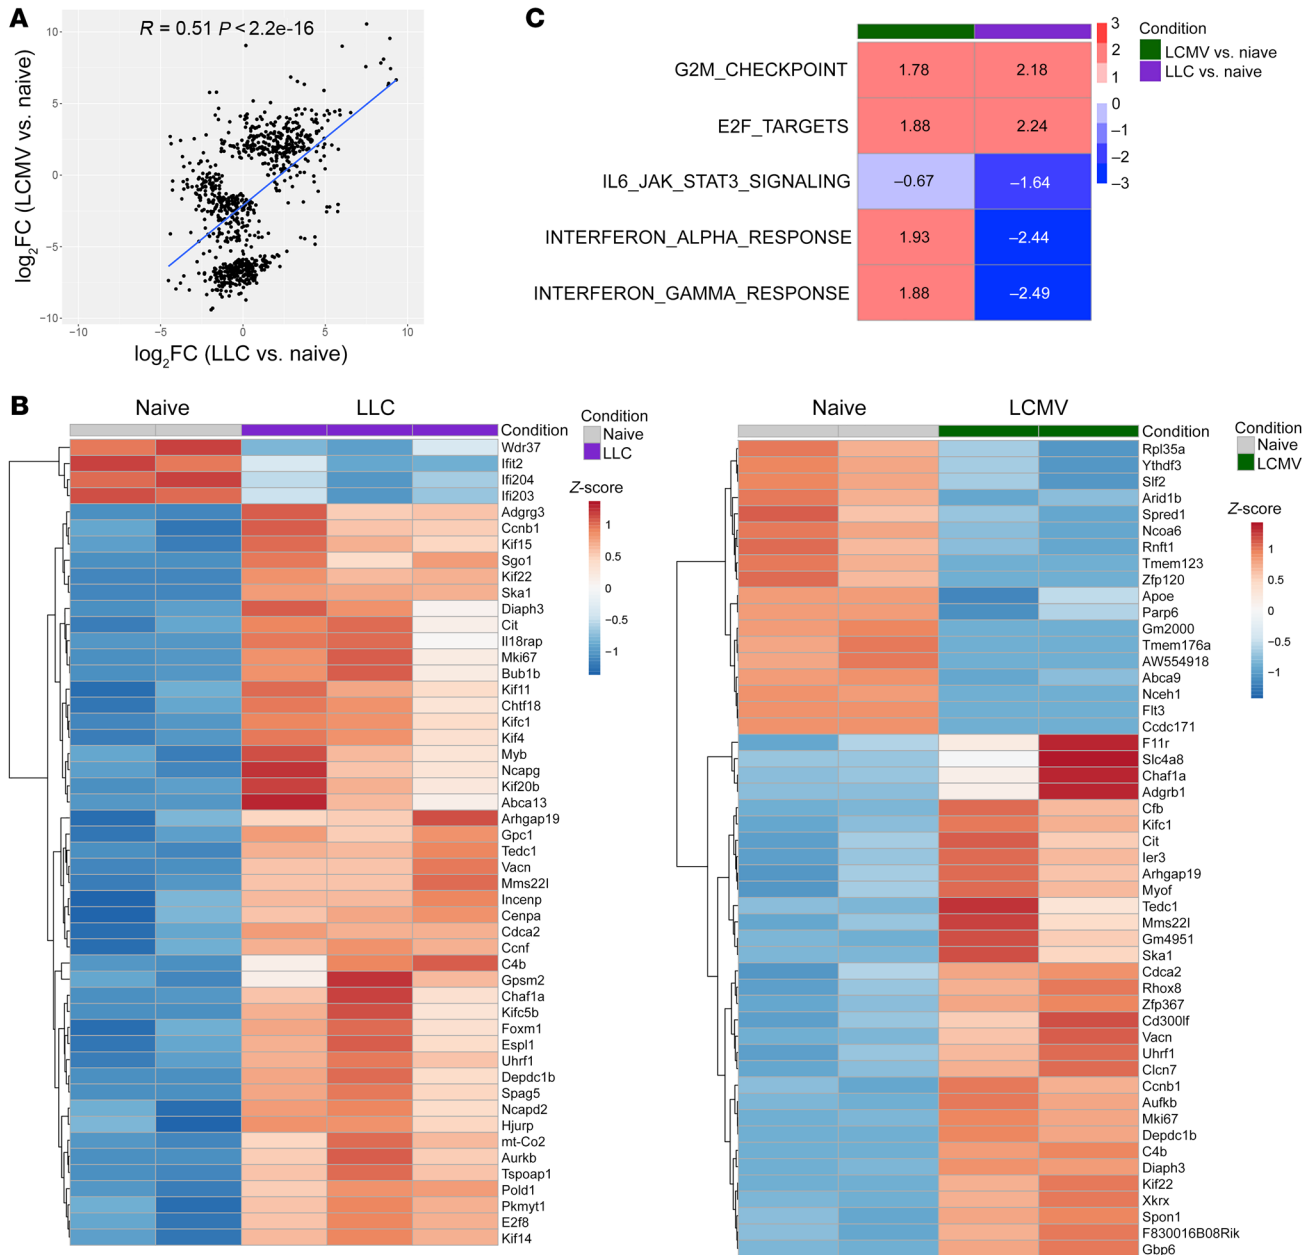 A
R = 0.51 P < 2.2e-16
10
5
0
−5
−10
−10
−5
0
5
10
log2FC (LCMV vs. naive)
log2FC (LLC vs. naive)
C
G2M_CHECKPOINT
1.78
2.18
E2F_TARGETS
1.88
2.24
IL6_JAK_STAT3_SIGNALING
−0.67
−1.64
INTERFERON_ALPHA_RESPONSE
1.93
−2.44
INTERFERON_GAMMA_RESPONSE
1.88
−2.49
3
2
1
0
−1
−2
−3
Condition
LCMV vs. niave
LLC vs. naive
B
Naive
LLC
Condition
Wdr37
Ifit2
Ifi204
Ifi203
Adgrg3
Ccnb1
Kif15
Sgo1
Kif22
Ska1
Diaph3
Cit
Il18rap
Mki67
Bub1b
Kif11
Chtf18
Kifc1
Kif4
Myb
Ncapg
Kif20b
Abca13
Arhgap19
Gpc1
Tedc1
Vacn
Mms22l
Incenp
Cenpa
Cdca2
Ccnf
C4b
Gpsm2
Chaf1a
Kifc5b
Foxm1
Espl1
Uhrf1
Depdc1b
Spag5
Ncapd2
Hjurp
mt-Co2
Aurkb
Tspoap1
Pold1
Pkmyt1
E2f8
Kif14
Condition
Naive
LLC
Z-score
1
0.5
0
−0.5
−1
Naive
LCMV
Condition
Rpl35a
Ythdf3
Slf2
Arid1b
Spred1
Ncoa6
Rnft1
Tmem123
Zfp120
Apoe
Parp6
Gm2000
Tmem176a
AW554918
Abca9
Nceh1
Flt3
Ccdc171
F11r
Slc4a8
Chaf1a
Adgrb1
Cfb
Kifc1
Cit
Ier3
Arhgap19
Myof
Tedc1
Mms22l
Gm4951
Ska1
Cdca2
Rhox8
Zfp367
Cd300lf
Vacn
Uhrf1
Clcn7
Ccnb1
Aufkb
Mki67
Depdc1b
C4b
Diaph3
Kif22
Xkrx
Spon1
F830016B08Rik
Gbp6
Condition
Naive
LCMV
Z-score
1
0.5
0
−0.5
−1